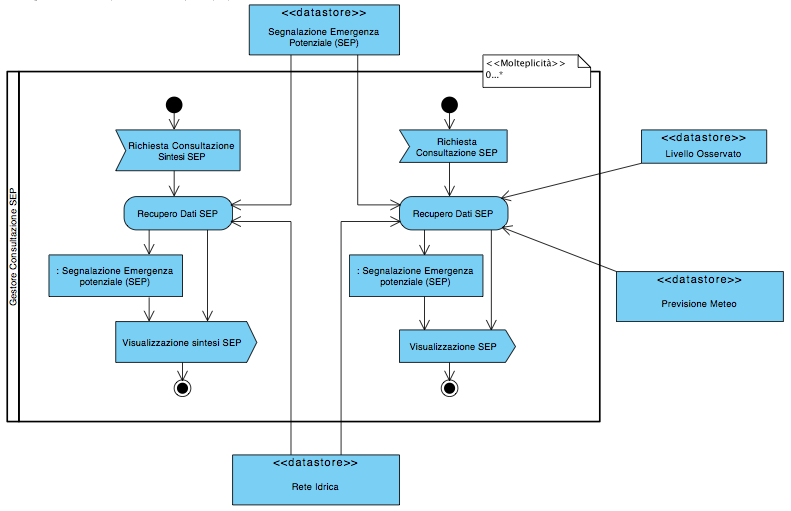 <<datastore>>
Segnalazione Emergenza
Potenziale (SEP)
<<Molteplicità>>
0...*
Gestore Consultazione SEP
Richiesta Consultazione
Sintesi SEP
Richiesta
Consultazione SEP
<<datastore>>
Livello Osservato
Recupero Dati SEP
Recupero Dati SEP
: Segnalazione Emergenza
potenziale (SEP)
: Segnalazione Emergenza
potenziale (SEP)
<<datastore>>
Previsione Meteo
Visualizzazione sintesi SEP
Visualizzazione SEP
<<datastore>>
Rete Idrica